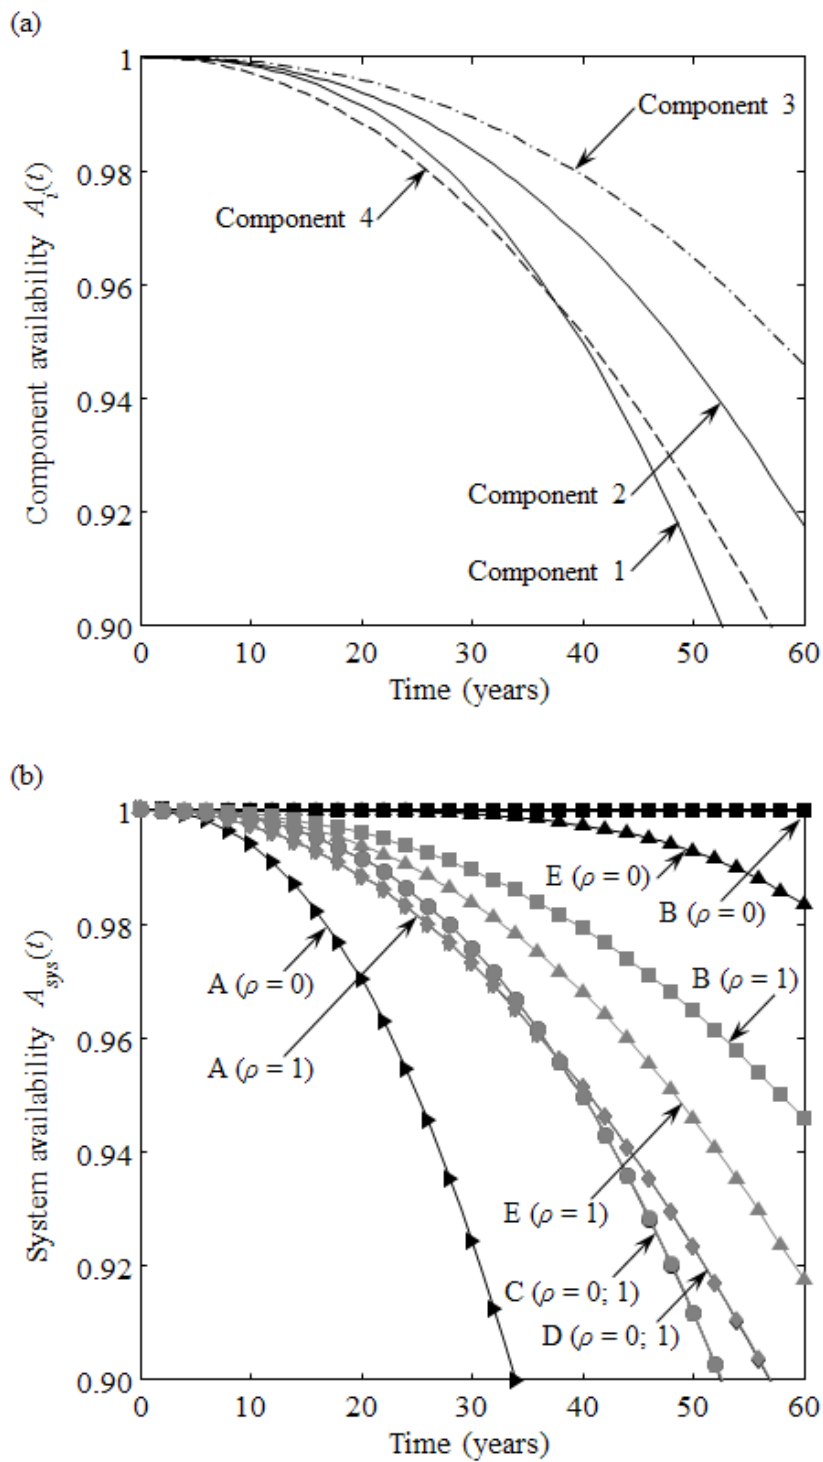 (a)
1
0.98
0.96
0.94
0.92
0.90
Component availability A_i(t)
Component 3
Component 4
Component 2
Component 1
0 10 20 30 40 50 60
Time (years)
(b)
1
0.98
0.96
0.94
0.92
0.90
System availability A_sys(t)
E (ρ = 0)
B (ρ = 0)
A (ρ = 0)
B (ρ = 1)
A (ρ = 1)
E (ρ = 1)
C (ρ = 0; 1)
D (ρ = 0; 1)
0 10 20 30 40 50 60
Time (years)